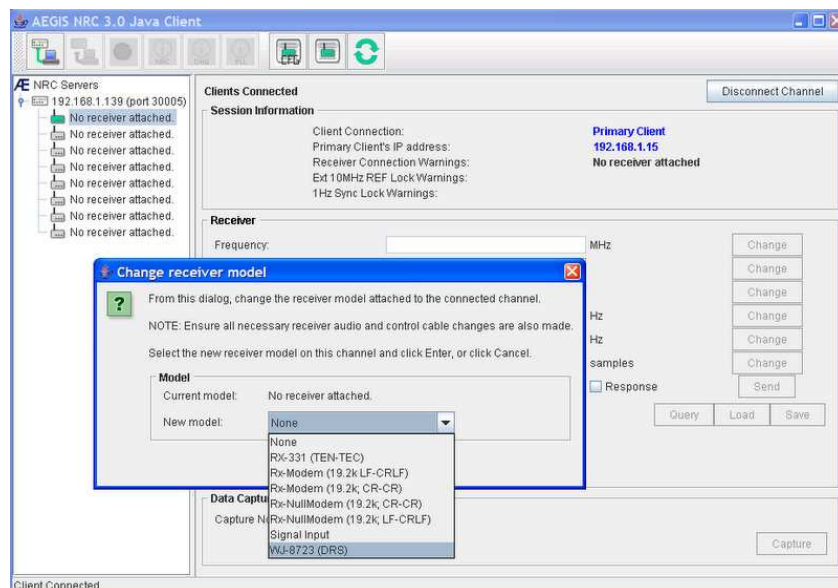 AEGIS NRC 3.0 Java Client
Æ NRC Servers
192.168.1.139 (port 30005)
No receiver attached.
No receiver attached.
No receiver attached.
No receiver attached.
No receiver attached.
No receiver attached.
No receiver attached.
No receiver attached.
Clients Connected
Disconnect Channel
Session Information
Client Connection: Primary Client
Primary Client's IP address: 192.168.1.15
Receiver Connection Warnings: No receiver attached
Ext 10MHz REF Lock Warnings:
1Hz Sync Lock Warnings:
Receiver
Frequency: MHz Change
Change
Change
Hz Change
Hz Change
samples Change
Response Send
Query Load Save
Change receiver model
From this dialog, change the receiver model attached to the connected channel.
NOTE: Ensure all necessary receiver audio and control cable changes are also made.
Select the new receiver model on this channel and click Enter, or click Cancel.
Model
Current model: No receiver attached.
New model: None
None
RX-331 (TEN-TEC)
Rx-Modem (19.2k LF-CRLF)
Rx-Modem (19.2k; CR-CR)
Rx-NullModem (19.2k; CR-CR)
Rx-NullModem (19.2k; LF-CRLF)
Signal Input
WJ-8723 (DRS)
Data Captu
Capture N
Capture
Client Connected